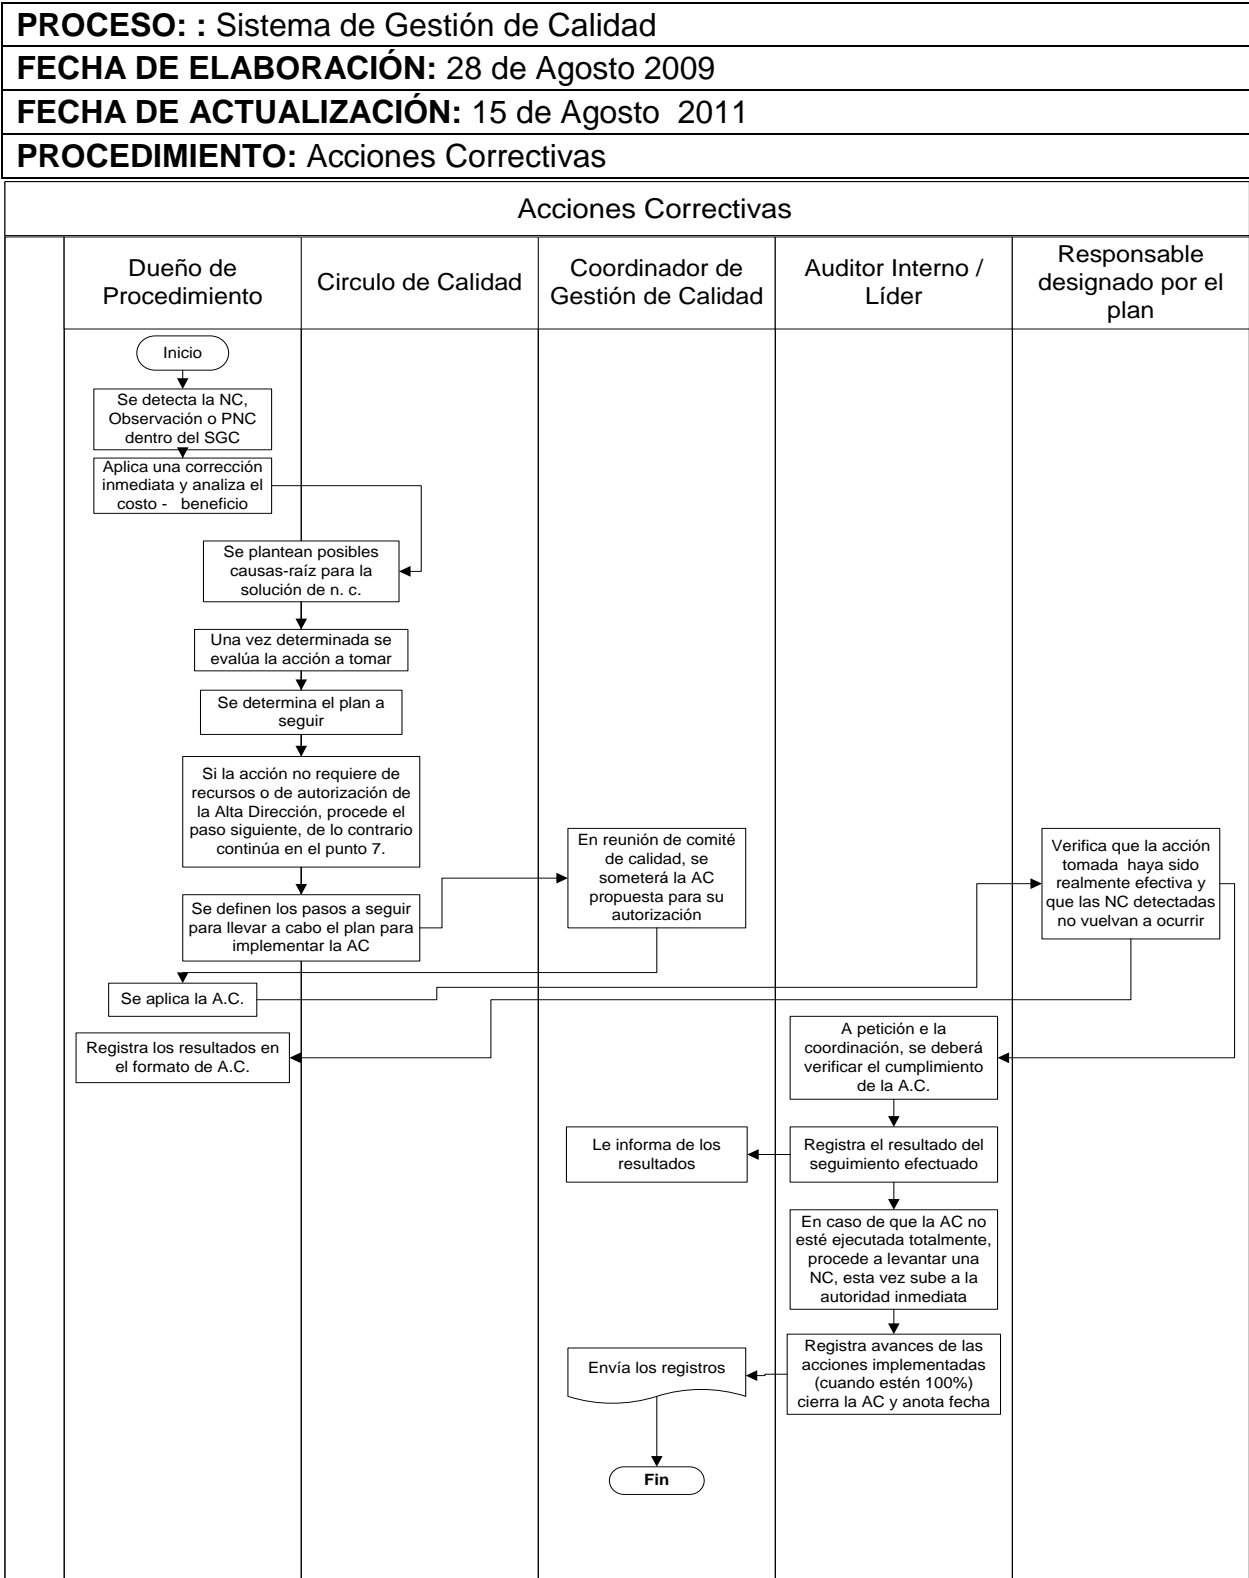 PROCESO: : Sistema de Gestión de Calidad
FECHA DE ELABORACIÓN: 28 de Agosto 2009
FECHA DE ACTUALIZACIÓN: 15 de Agosto  2011
PROCEDIMIENTO: Acciones Correctivas
Acciones Correctivas
Dueño de
Procedimiento
Circulo de Calidad
Coordinador de
Gestión de Calidad
Auditor Interno /
Líder
Responsable
designado por el
plan
Inicio
Se detecta la NC,
Observación o PNC
dentro del SGC
Aplica una corrección
inmediata y analiza el
costo -   beneficio
Se plantean posibles
causas-raíz para la
solución de n. c.
Una vez determinada se
evalúa la acción a tomar
Se determina el plan a
seguir
Si la acción no requiere de
recursos o de autorización de
la Alta Dirección, procede el
paso siguiente, de lo contrario
continúa en el punto 7.
Se definen los pasos a seguir
para llevar a cabo el plan para
implementar la AC
En reunión de comité
de calidad, se
someterá la AC
propuesta para su
autorización
Verifica que la acción
tomada  haya sido
realmente efectiva y
que las NC detectadas
no vuelvan a ocurrir
Se aplica la A.C.
Registra los resultados en
el formato de A.C.
A petición e la
coordinación, se deberá
verificar el cumplimiento
de la A.C.
Le informa de los
resultados
Registra el resultado del
seguimiento efectuado
En caso de que la AC no
esté ejecutada totalmente,
procede a levantar una
NC, esta vez sube a la
autoridad inmediata
Envía los registros
Registra avances de las
acciones implementadas
(cuando estén 100%)
cierra la AC y anota fecha
Fin